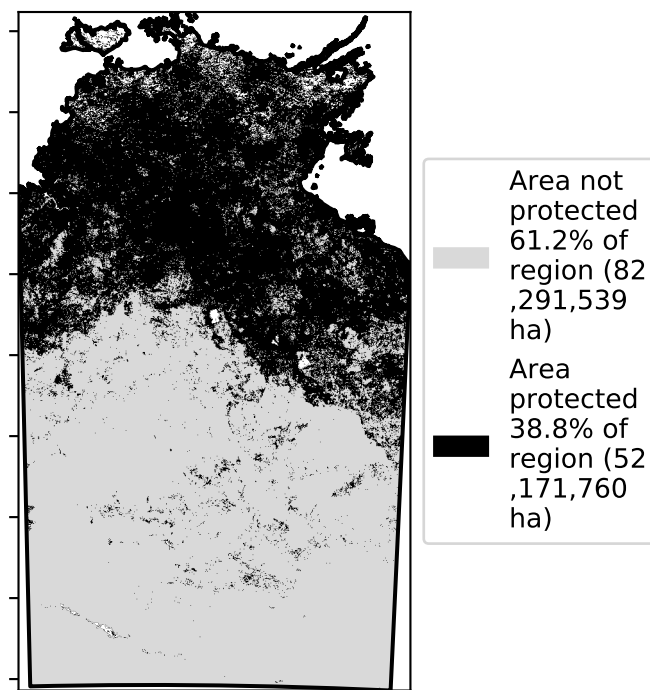 Area not
protected
61.2% of
region (82
,291,539
ha)
Area
protected
38.8% of
region (52
,171,760
ha)